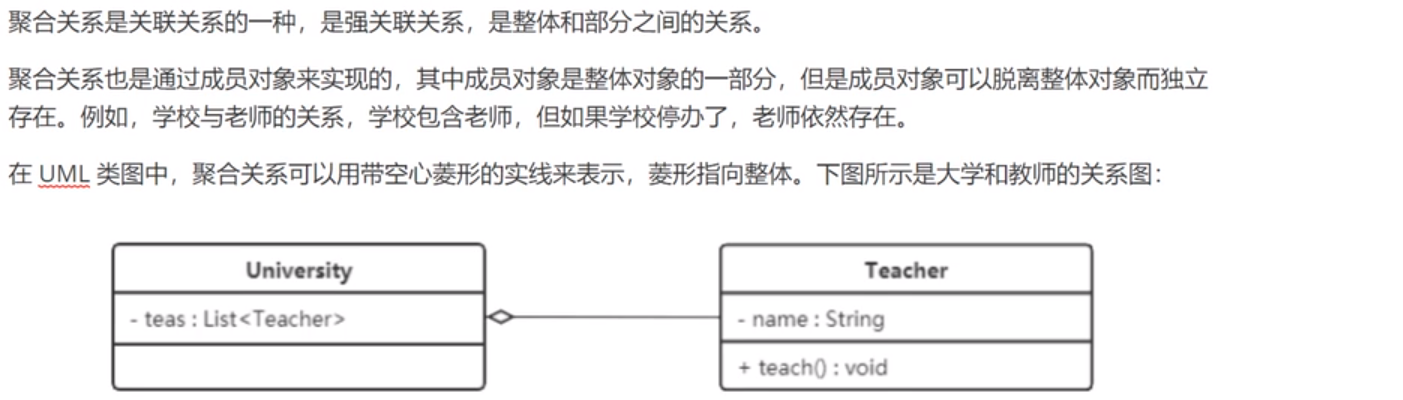 聚合关系是关联关系的一种，是强关联关系，是整体和部分之间的关系。
聚合关系也是通过成员对象来实现的，其中成员对象是整体对象的一部分，但是成员对象可以脱离整体对象而独立
存在。例如，学校与老师的关系，学校包含老师，但如果学校停办了，老师依然存在。
在 UML 类图中，聚合关系可以用带空心菱形的实线来表示，菱形指向整体。下图所示是大学和教师的关系图：
University
- teas : List<Teacher>
Teacher
- name : String
+ teach() : void